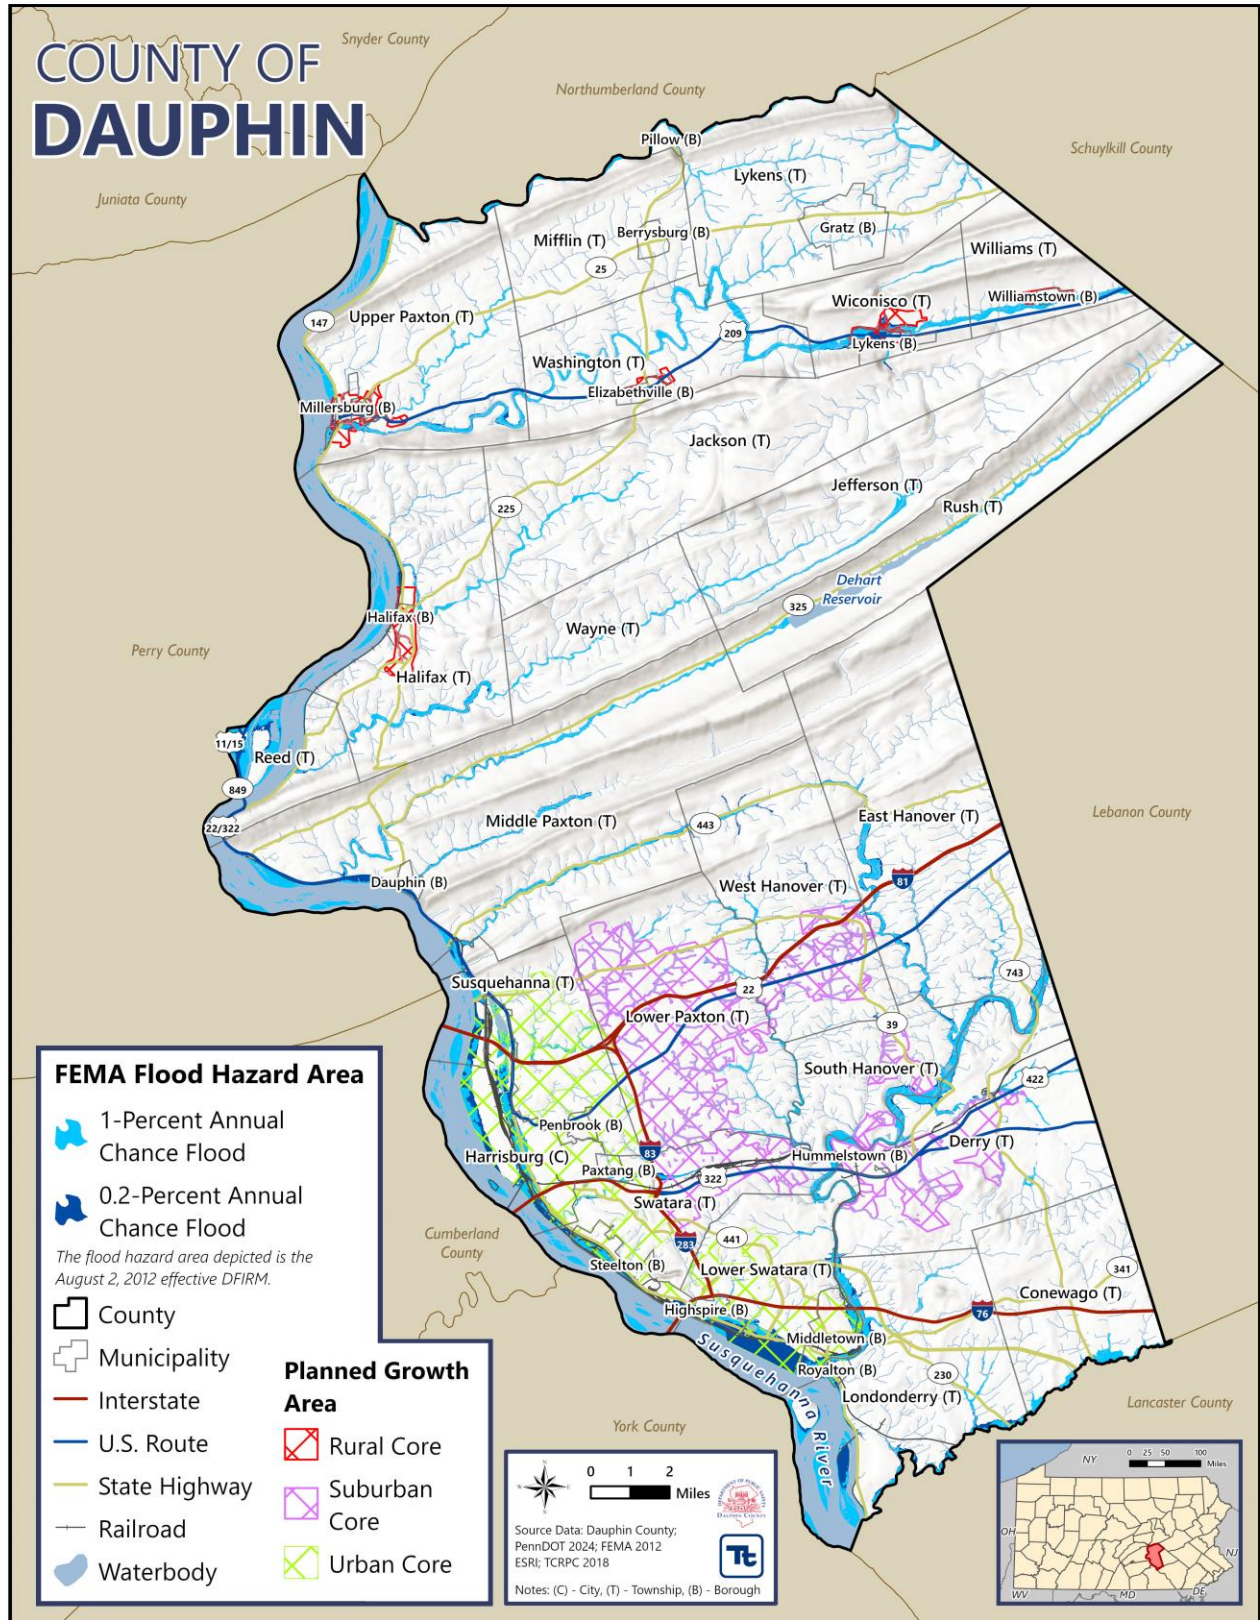 COUNTY OF
DAUPHIN
Snyder County
Northumberland County
Schuylkill County
Juniata County
Pillow (B)
Lykens (T)
Mifflin (T)
Berrysburg (B)
Gratz (B)
Williams (T)
25
Wiconisco (T)
Williamstown (B)
147
Upper Paxton (T)
209
Lykens (B)
Washington (T)
Elizabethville (B)
Millersburg (B)
Jackson (T)
Jefferson (T)
Rush (T)
225
Dehart
Reservoir
325
Halifax (B)
Wayne (T)
Perry County
Halifax (T)
11/15
Reed (T)
849
22/322
Middle Paxton (T)
443
East Hanover (T)
Lebanon County
Dauphin (B)
West Hanover (T)
81
Susquehanna (T)
743
22
Lower Paxton (T)
39
South Hanover (T)
422
Penbrook (B)
Derry (T)
Harrisburg (C)
83
Hummelstown (B)
Paxtang (B)
322
Swatara (T)
Cumberland
County
283
441
Steelton (B)
Lower Swatara (T)
341
Conewago (T)
Highspire (B)
76
Middletown (B)
Royalton (B)
230
Londonderry (T)
Susquehanna River
York County
Lancaster County
FEMA Flood Hazard Area
1-Percent Annual
Chance Flood
0.2-Percent Annual
Chance Flood
The flood hazard area depicted is the
August 2, 2012 effective DFIRM.
County
Municipality
Interstate
U.S. Route
State Highway
Railroad
Waterbody
Planned Growth
Area
Rural Core
Suburban
Core
Urban Core
0 1 2
Miles
Source Data: Dauphin County;
PennDOT 2024; FEMA 2012
ESRI; TCRPC 2018
Notes: (C) - City, (T) - Township, (B) - Borough
DEPARTMENT OF PUBLIC SAFETY
DAUPHIN COUNTY
Tt
0 25 50 100
Miles
NY
OH
NJ
WV
MD
DE